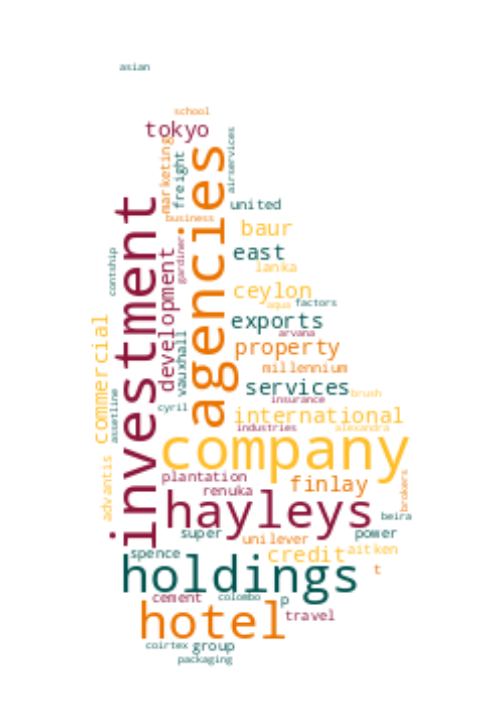 asian
school
tokyo
marketing
freight
airservices
business
united
investment
agencies
baur
gardiner
development
east
contship
lanka
ceylon
aqua
factors
exports
commercial
vauxhall
arvana
property
millennium
services
brush
assetline
insurance
cyril
international
industries
alexandra
company
advantis
plantation
finlay
brokers
renuka
hayleys
beira
super
unilever
power
spence
credit
aitken
holdings
t
cement
colombo
p
hotel
travel
coirtex
group
packaging